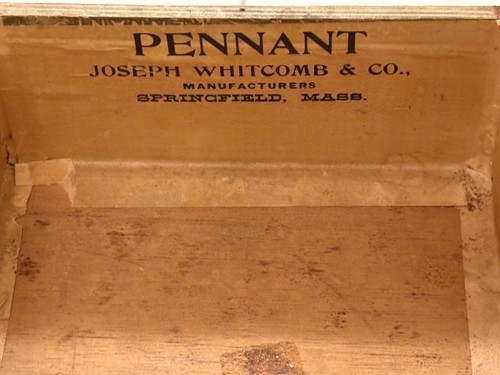 PENNANT
JOSEPH WHITCOMB & CO.,
MANUFACTURERS
SPRINGFIELD, MASS.